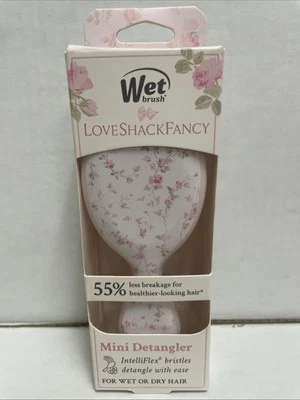 Wet
brush®
LOVESHACKFANCY
55% less breakage for
healthier-looking hair*
Mini Detangler
IntelliFlex® bristles
detangle with ease
FOR WET OR DRY HAIR